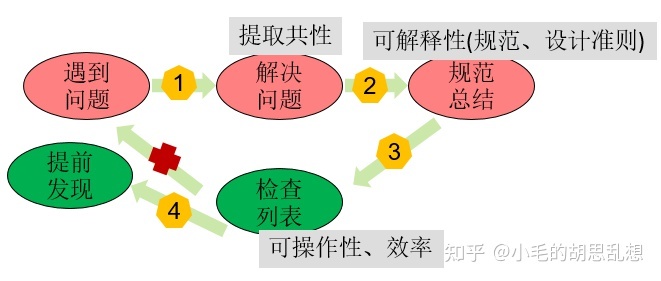 提取共性
可解释性(规范、设计准则)
遇到
问题
1
解决
问题
2
规范
总结
3
提前
发现
4
检查
列表
可操作性、效率
知乎 @小毛的胡思乱想